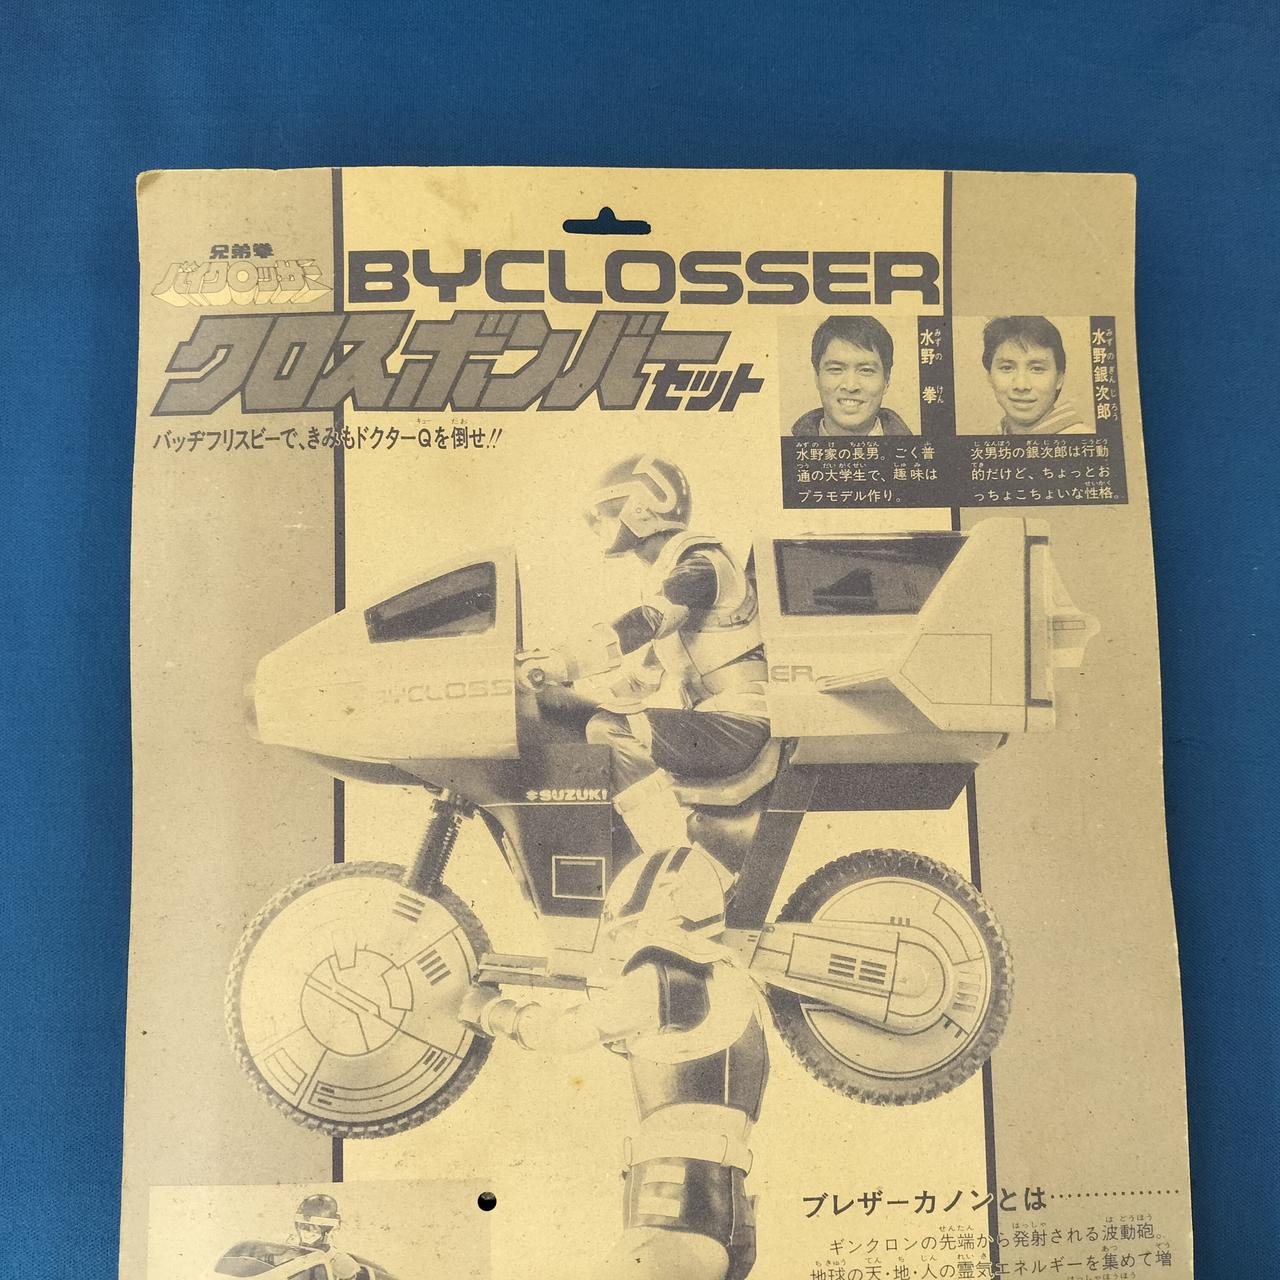 兄弟拳
バイクロッサー
BYCLOSSER
クロスボンバーセット
バッヂフリスビーで、きみもドクターQを倒せ!!
水野 拳
水野家の長男。ごく普
通の大学生で、趣味は
プラモデル作り。
水野銀次郎
次男坊の銀次郎は行動
的だけど、ちょっとお
っちょこちょいな性格。
BYCLOSS
ER
SUZUKI
ブレザーカノンとは……………
ギンクロンの先端から発射される波動砲。
地球の天・地・人の霊気エネルギーを集めて増